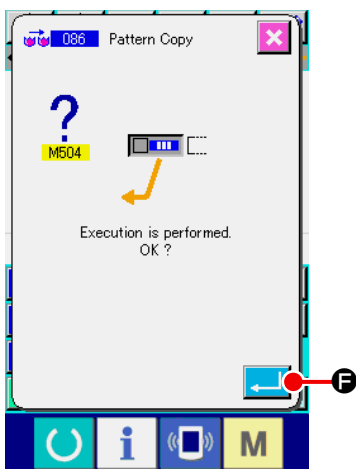 086 Pattern Copy
?
M504
Execution is performed.
OK ?
F
i M